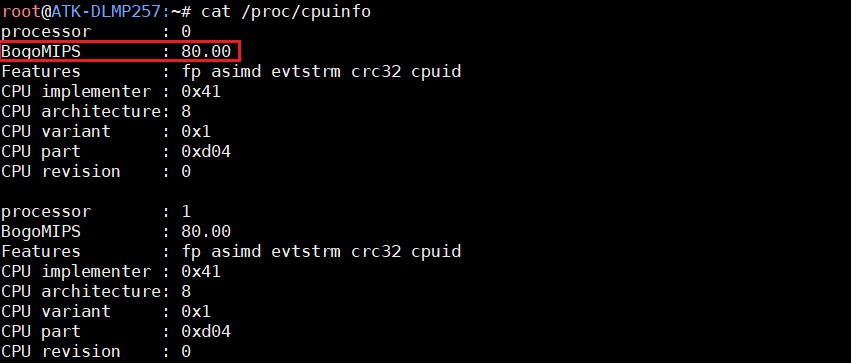 root@ATK-DLMP257:~# cat /proc/cpuinfo
processor       : 0
BogoMIPS        : 80.00
Features        : fp asimd evtstrm crc32 cpuid
CPU implementer : 0x41
CPU architecture: 8
CPU variant     : 0x1
CPU part        : 0xd04
CPU revision    : 0

processor       : 1
BogoMIPS        : 80.00
Features        : fp asimd evtstrm crc32 cpuid
CPU implementer : 0x41
CPU architecture: 8
CPU variant     : 0x1
CPU part        : 0xd04
CPU revision    : 0